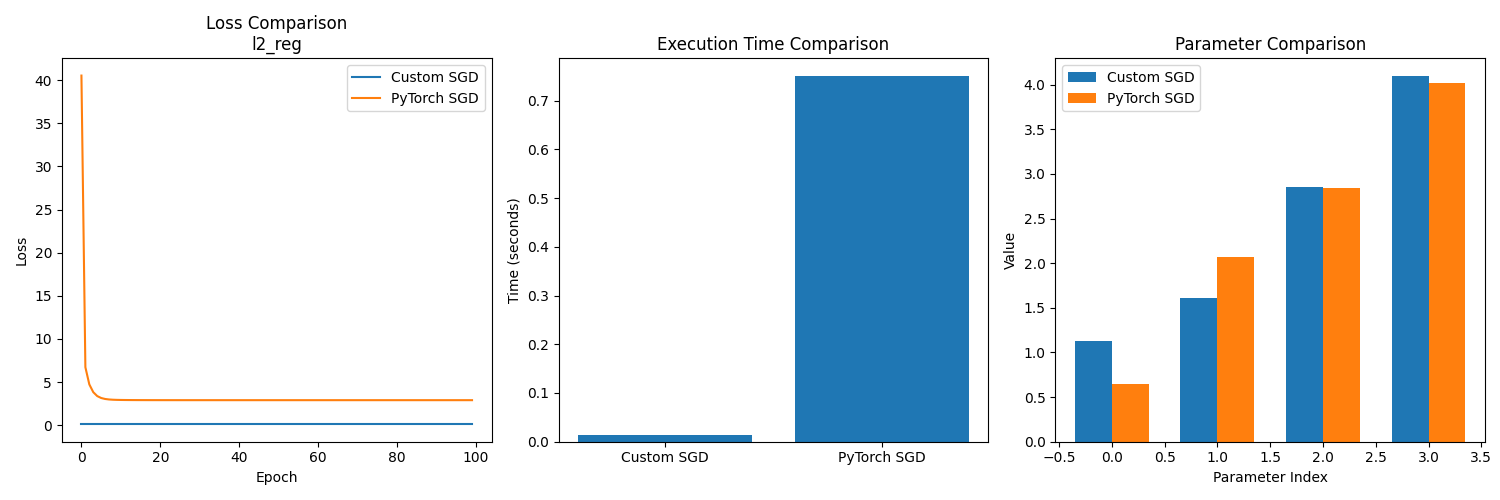 Loss Comparison
l2_reg
Custom SGD
PyTorch SGD
40
35
30
25
20
15
10
5
0
0 20 40 60 80 100
Loss
Epoch
Execution Time Comparison
0.7
0.6
0.5
0.4
0.3
0.2
0.1
0.0
Custom SGD PyTorch SGD
Time (seconds)
Parameter Comparison
Custom SGD
PyTorch SGD
4.0
3.5
3.0
2.5
2.0
1.5
1.0
0.5
0.0
−0.5 0.0 0.5 1.0 1.5 2.0 2.5 3.0 3.5
Value
Parameter Index